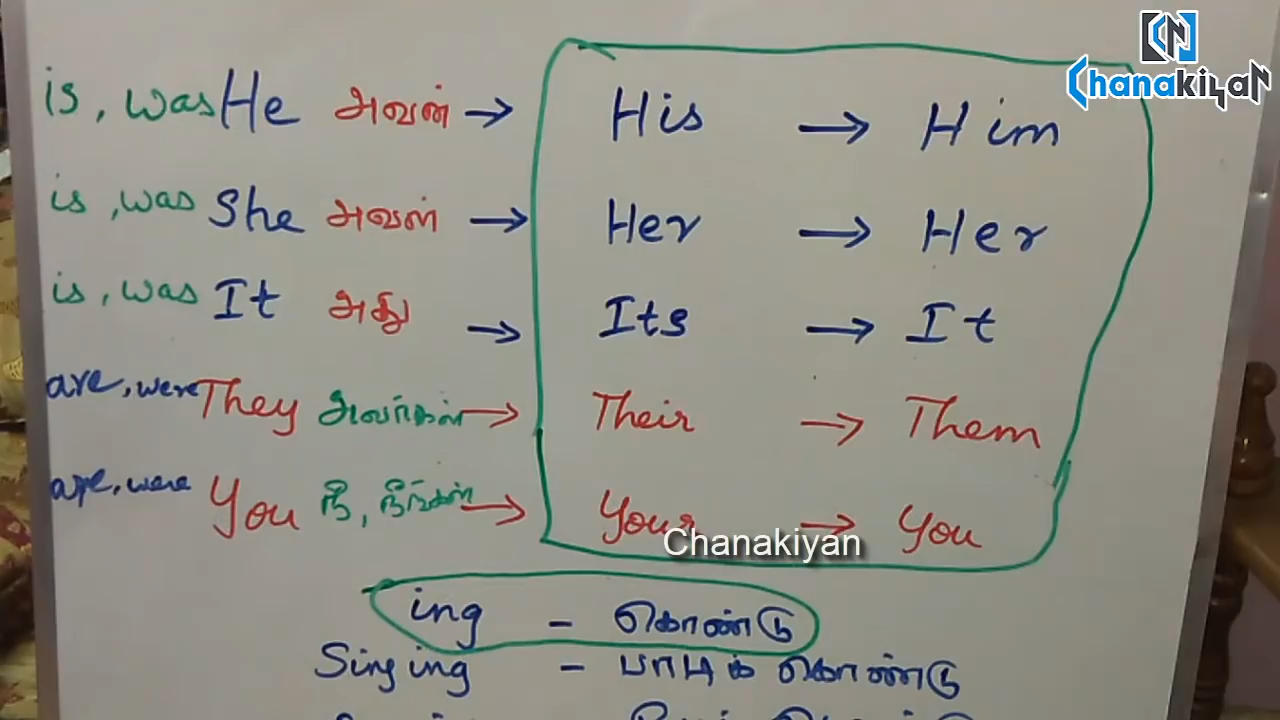 CN
Chanakiyan
is, was He அவன் → His → Him
is, was She அவள் → Her → Her
is, was It அது → Its → It
are, were They அவர்கள் → Their → Them
are, were You நீ, நீங்கள் → Your → You
Chanakiyan
ing – கொண்டு
Singing – பாடிக் கொண்டு